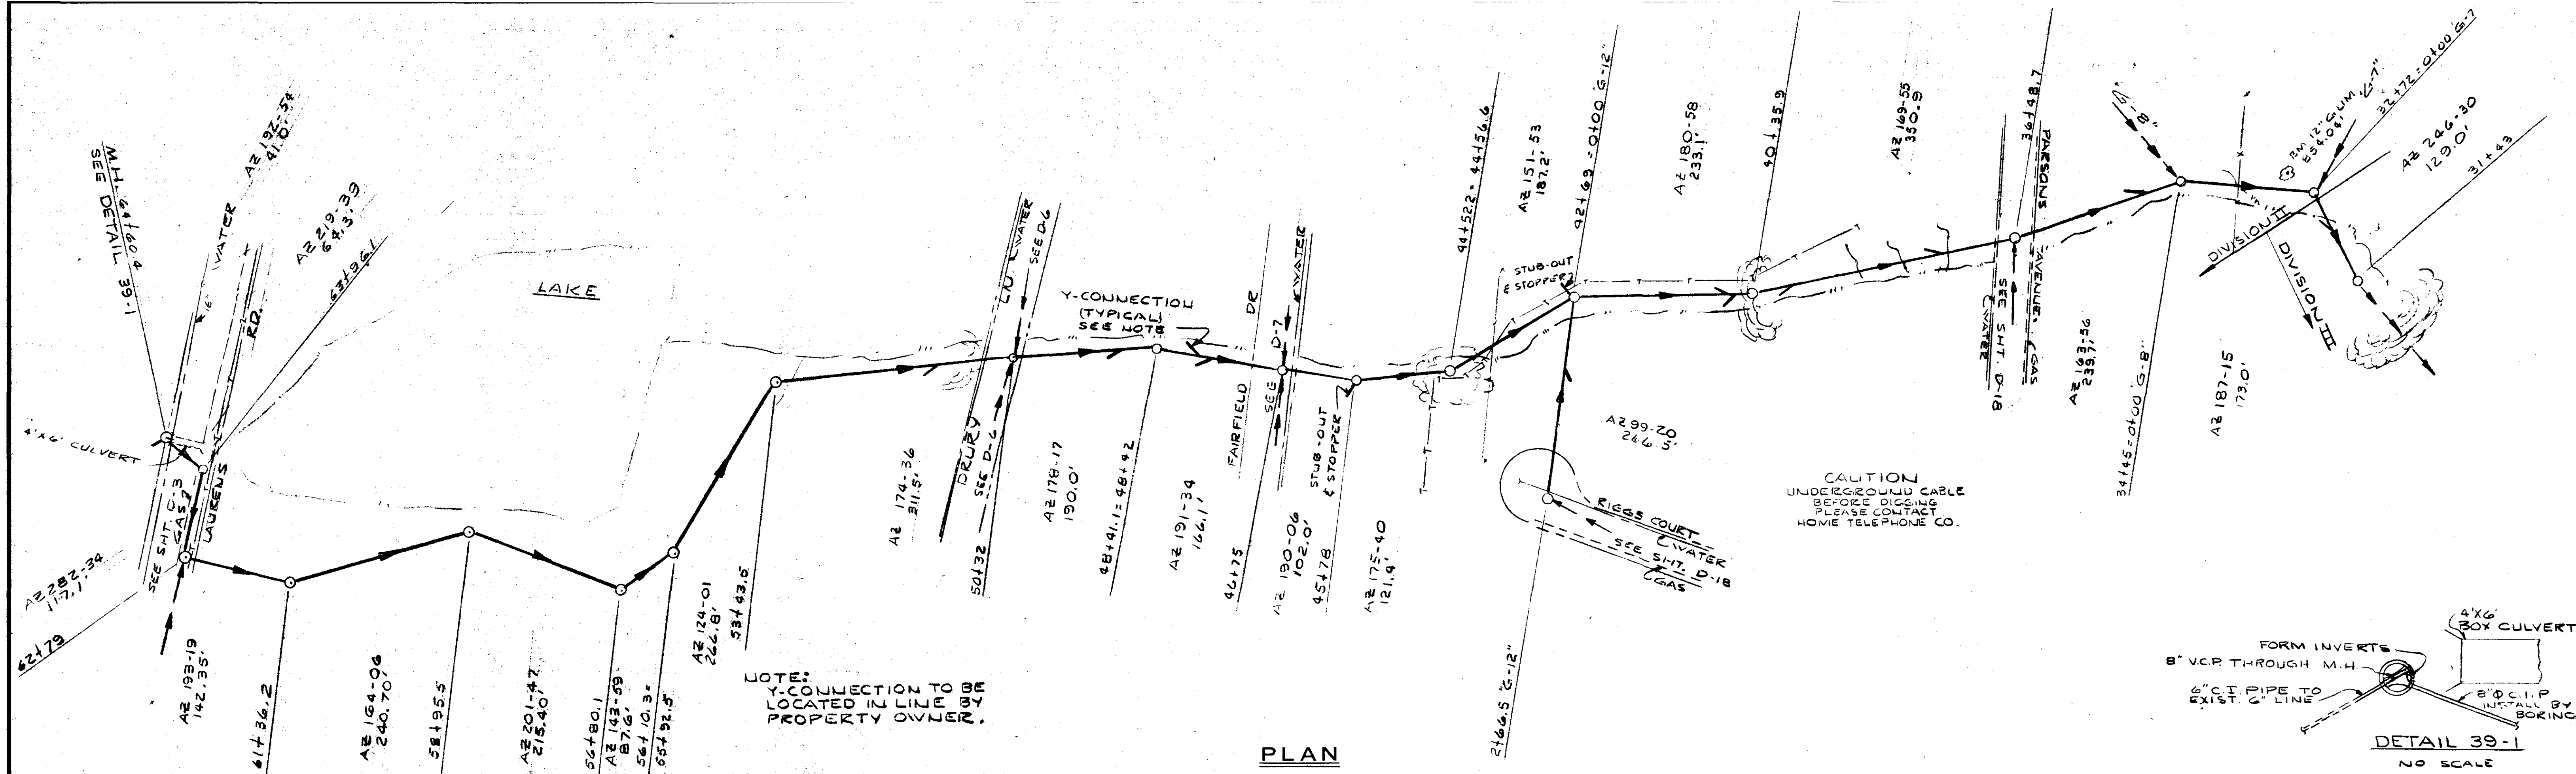 M.H. 64+60.4
SEE DETAIL 39-1
WATER
6"
AZ 192-54
41.0'
AZ 219-39
64.3'
63+96.1
RD.
4'X6' CULVERT
SEE SHT. C-3
GAS
LAURENS
AZ 282-34
117.1'
62+79
AZ 193-19
142.35'
61+36.2
AZ 164-06
240.70'
58+95.5
AZ 201-47
215.40'
56+80.1
AZ 143-59
87.6'
56+10.3=
55+92.5
AZ 124-01
266.8'
53+43.5
LAKE
NOTE:
Y-CONNECTION TO BE
LOCATED IN LINE BY
PROPERTY OWNER.
AZ 174-36
311.5'
DRURY
LN.
WATER
SEE D-6
SEE D-6
50+32
AZ 178-17
190.0'
48+41.1 = 48+42
Y-CONNECTION
(TYPICAL)
SEE NOTE
AZ 191-34
166.1'
FAIRFIELD
DR
46+75
SEE
D-7
WATER
AZ 190-06
102.0'
45+78
STUB-OUT
& STOPPER
AZ 175-40
121.4'
44+52.2 = 44+56.6
STUB-OUT
& STOPPER
AZ 151-53
187.2'
42+69 = 0+00 G-12"
AZ 180-58
233.1'
40+35.9
AZ 99-20
266.5'
RIGGS COURT
WATER
SEE SHT. D-18
GAS
2+66.5 "G-12"
AZ 169-55
350.9
CAUTION
UNDERGROUND CABLE
BEFORE DIGGING
PLEASE CONTACT
HOME TELEPHONE CO.
36+48.7
PARSONS
AVENUE.
GAS
SEE SHT. D-18
WATER
AZ 163-56
239.7'
34+45=0+00 G-8"
AZ 187-15
173.0'
"G-8"
BM 12" GUM
854.04'
"G-7"
32+72=0+00 G-7
AZ 246-30
129.0'
31+43
DIVISION II
DIVISION III
4'X6'
BOX CULVERT
FORM INVERTS
8" V.C.P. THROUGH M.H.
6" C.I. PIPE TO
EXIST. 6" LINE
8"Φ C.I.P
INSTALL BY
BORING
DETAIL 39-1
NO SCALE
PLAN